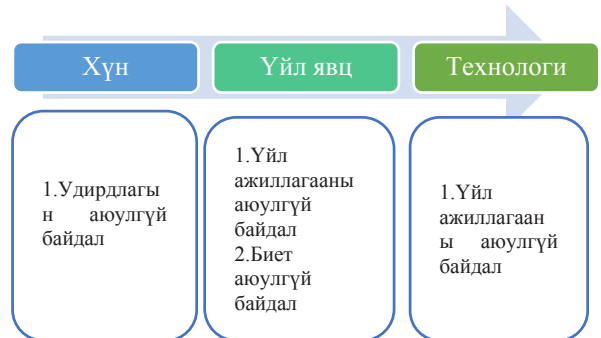 Хүн
Үйл явц
Технологи
1.Удирдлагы
н аюулгүй
байдал
1.Үйл
ажиллагааны
аюулгүй
байдал
2.Биет
аюулгүй
байдал
1.Үйл
ажиллагаан
ы аюулгүй
байдал